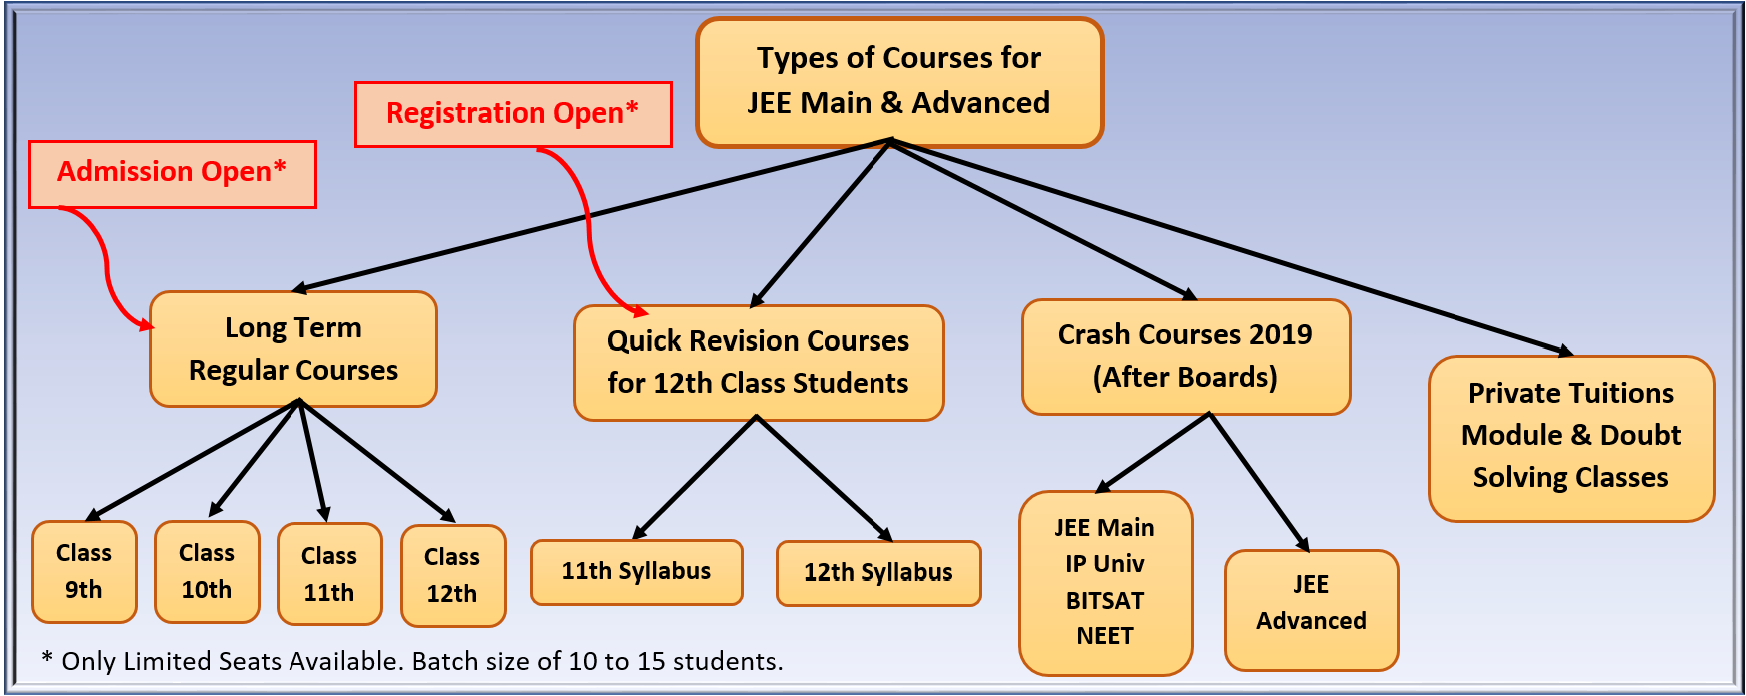 Types of Courses for
JEE Main & Advanced
Registration Open*
Admission Open*
Long Term
Regular Courses
Quick Revision Courses
for 12th Class Students
Crash Courses 2019
(After Boards)
Private Tuitions
Module & Doubt
Solving Classes
Class
9th
Class
10th
Class
11th
Class
12th
11th Syllabus
12th Syllabus
JEE Main
IP Univ
BITSAT
NEET
JEE
Advanced
* Only Limited Seats Available. Batch size of 10 to 15 students.